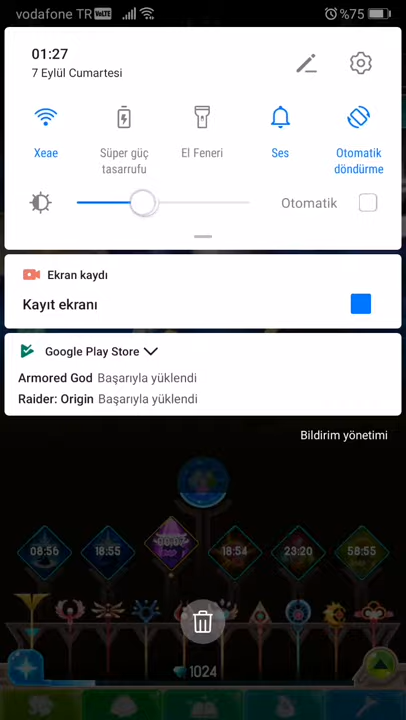 vodafone TR VoLTE
%75
01:27
7 Eylül Cumartesi
Xeae
Süper güç
tasarrufu
El Feneri
Ses
Otomatik
döndürme
Otomatik
Ekran kaydı
Kayıt ekranı
Google Play Store
Armored God Başarıyla yüklendi
Raider: Origin Başarıyla yüklendi
Bildirim yönetimi
08:56
18:55
18:54
23:20
58:55
1024